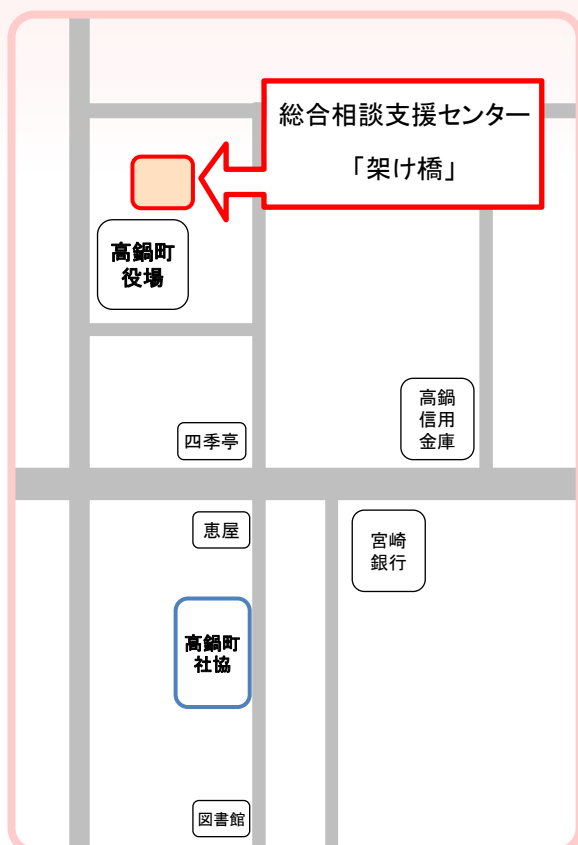 総合相談支援センター
「架け橋」
高鍋町
役場
高鍋
信用
金庫
四季亭
恵屋
宮崎
銀行
高鍋町
社協
図書館